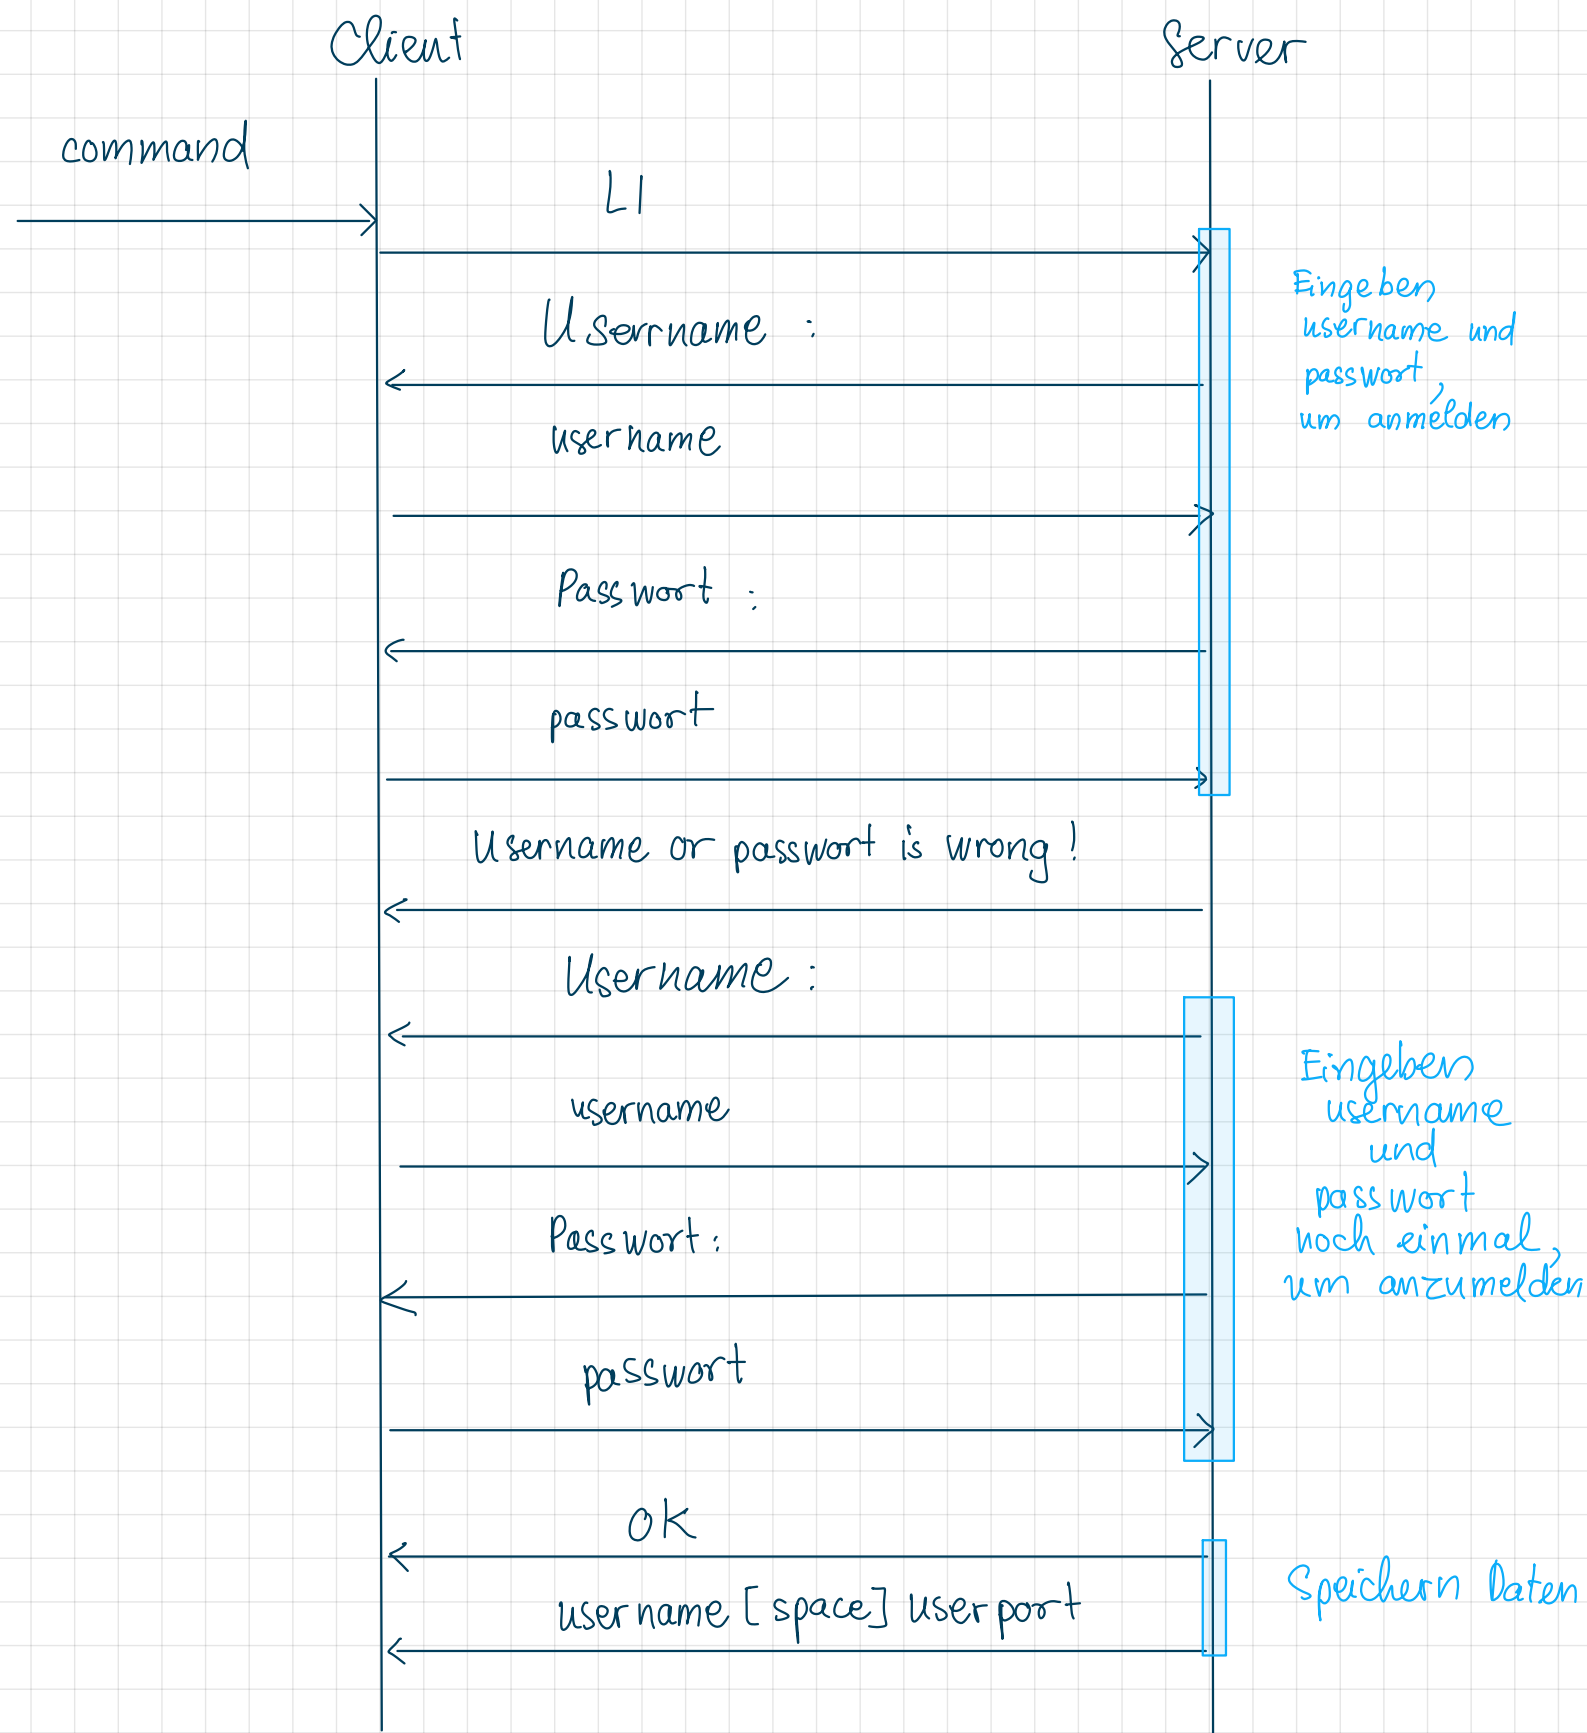 Client
Server
command
LI
Username :
Eingeben
username und
passwort,
um anmelden
username
Passwort :
passwort
Username or passwort is wrong!
Username :
Eingeben
username
und
passwort
noch einmal,
um anzumelden
username
Passwort :
passwort
OK
Speichern Daten
username [space] userport